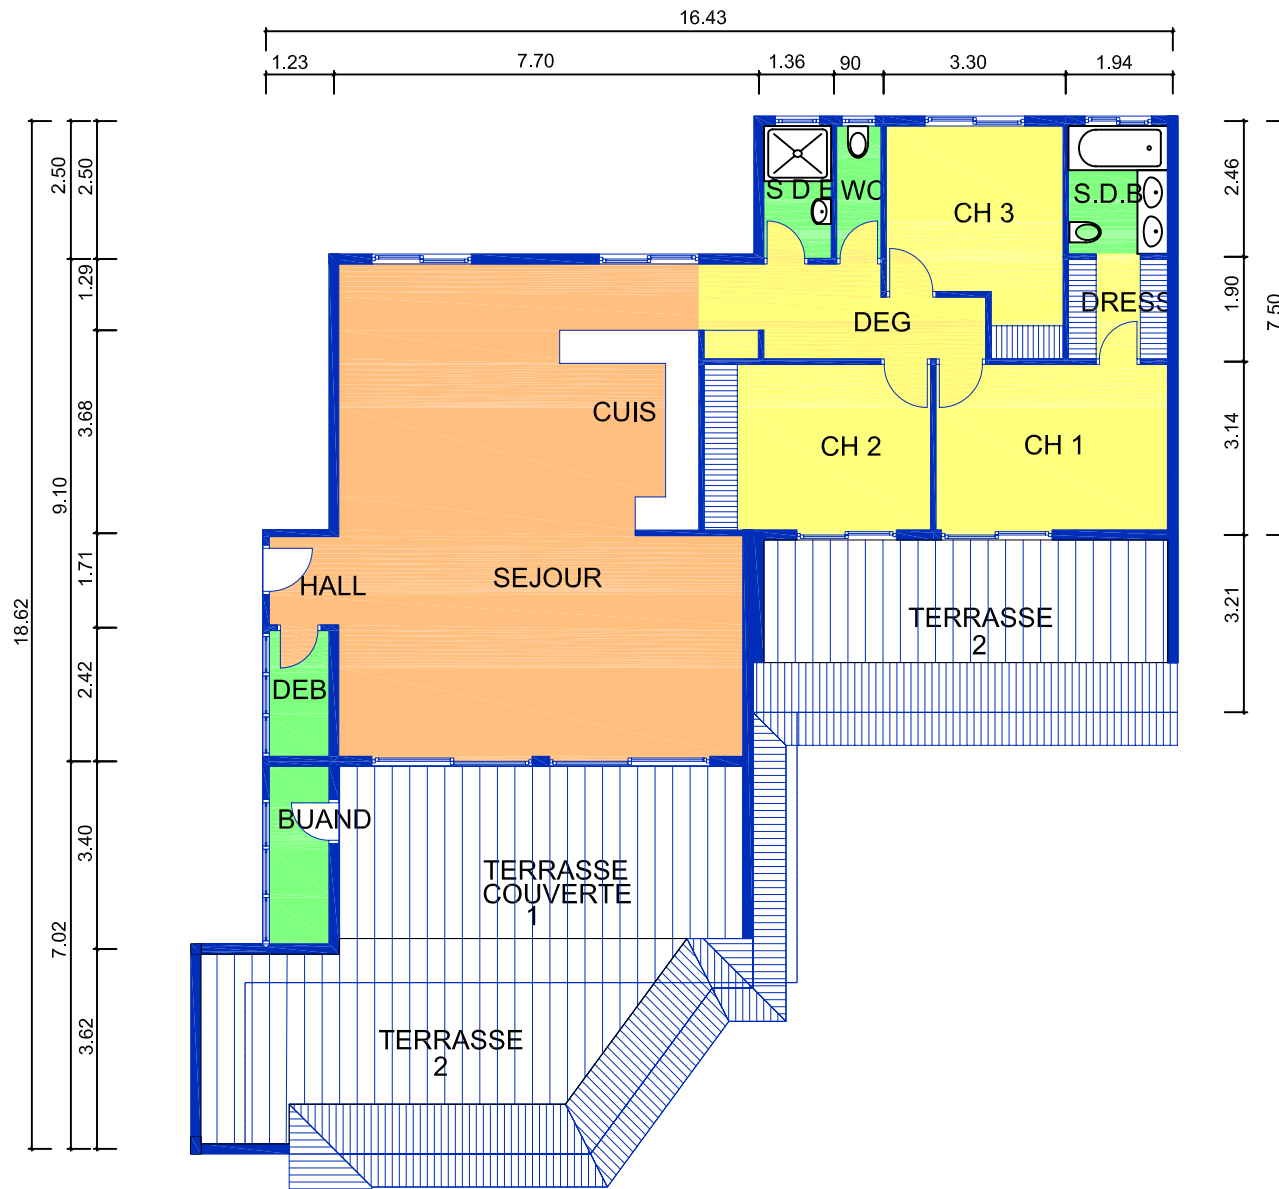 16.43
1.23 7.70 1.36 90 3.30 1.94
2.50 2.50 2.46
S D E WC S.D.B
CH 3
1.29 1.90 7.50
DRESS
DEG
3.68 CUIS 3.14
CH 2 CH 1
9.10
1.71 SEJOUR
HALL
3.21
18.62 TERRASSE
2
2.42 DEB
3.40 BUAND
TERRASSE
COUVERTE
1
7.02
3.62 TERRASSE
2